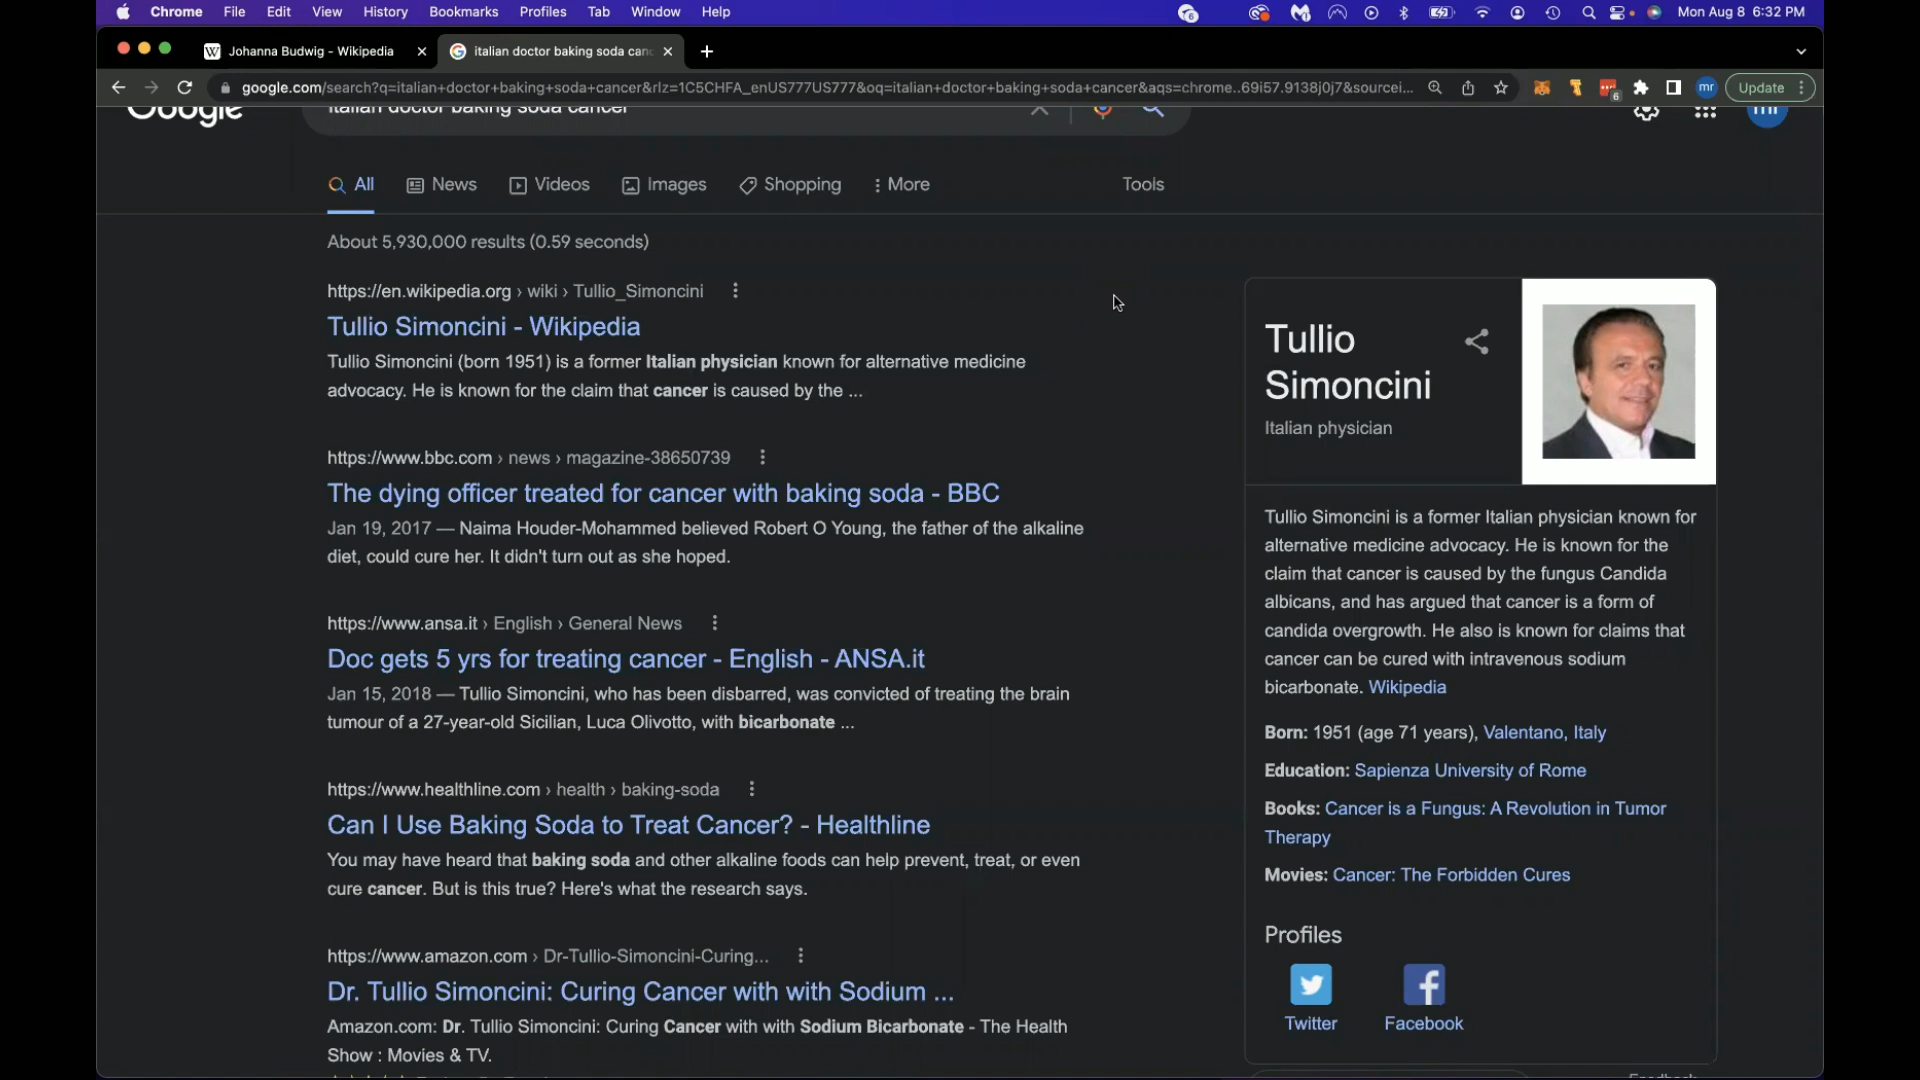 Chrome File Edit View History Bookmarks Profiles Tab Window Help Mon Aug 8 6:32 PM
Johanna Budwig - Wikipedia italian doctor baking soda can
google.com/search?q=italian+doctor+baking+soda+cancer&rlz=1C5CHFA_enUS777US777&oq=italian+doctor+baking+soda+cancer&aqs=chrome..69i57.9138j0j7&sourcei... 6 mr Update
Google italian doctor baking soda cancer mr
All News Videos Images Shopping More Tools
About 5,930,000 results (0.59 seconds)
https://en.wikipedia.org › wiki › Tullio_Simoncini
Tullio Simoncini - Wikipedia
Tullio Simoncini (born 1951) is a former Italian physician known for alternative medicine
advocacy. He is known for the claim that cancer is caused by the ...
https://www.bbc.com › news › magazine-38650739
The dying officer treated for cancer with baking soda - BBC
Jan 19, 2017 — Naima Houder-Mohammed believed Robert O Young, the father of the alkaline
diet, could cure her. It didn't turn out as she hoped.
https://www.ansa.it › English › General News
Doc gets 5 yrs for treating cancer - English - ANSA.it
Jan 15, 2018 — Tullio Simoncini, who has been disbarred, was convicted of treating the brain
tumour of a 27-year-old Sicilian, Luca Olivotto, with bicarbonate ...
https://www.healthline.com › health › baking-soda
Can I Use Baking Soda to Treat Cancer? - Healthline
You may have heard that baking soda and other alkaline foods can help prevent, treat, or even
cure cancer. But is this true? Here's what the research says.
https://www.amazon.com › Dr-Tullio-Simoncini-Curing...
Dr. Tullio Simoncini: Curing Cancer with with Sodium ...
Amazon.com: Dr. Tullio Simoncini: Curing Cancer with with Sodium Bicarbonate - The Health
Show : Movies & TV.
Tullio
Simoncini
Italian physician
Tullio Simoncini is a former Italian physician known for
alternative medicine advocacy. He is known for the
claim that cancer is caused by the fungus Candida
albicans, and has argued that cancer is a form of
candida overgrowth. He also is known for claims that
cancer can be cured with intravenous sodium
bicarbonate. Wikipedia
Born: 1951 (age 71 years), Valentano, Italy
Education: Sapienza University of Rome
Books: Cancer is a Fungus: A Revolution in Tumor
Therapy
Movies: Cancer: The Forbidden Cures
Profiles
Twitter Facebook